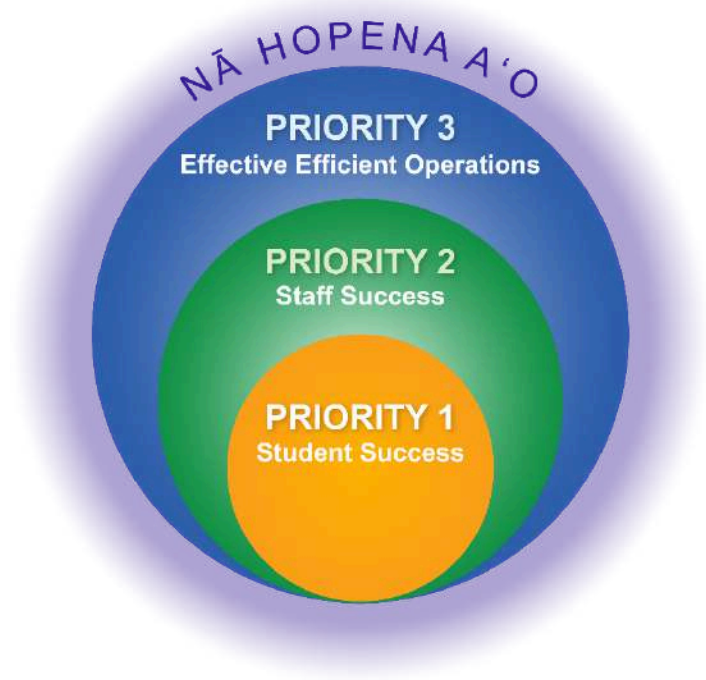 NĀ HOPENA A‘O
PRIORITY 3
Effective Efficient Operations
PRIORITY 2
Staff Success
PRIORITY 1
Student Success